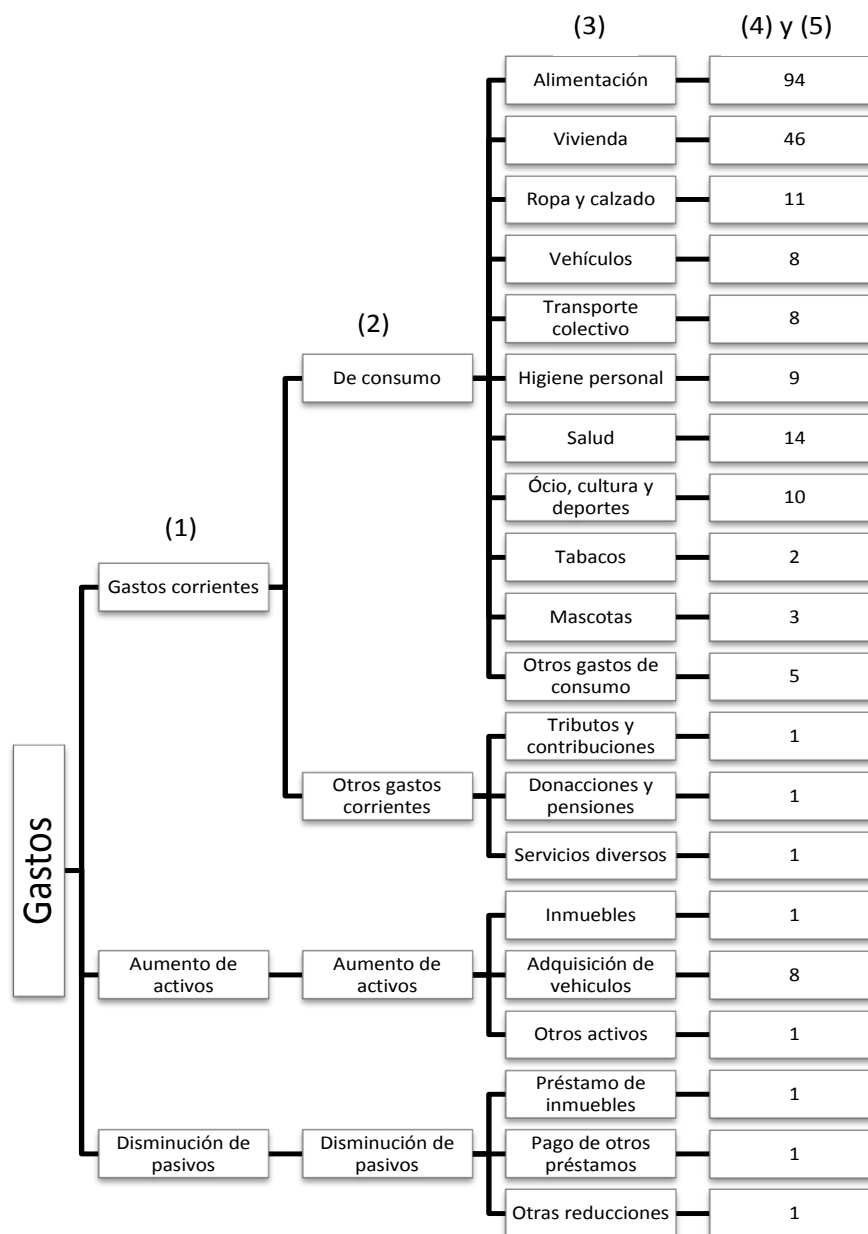 (3)
(4) y (5)
Alimentación
94
Vivienda
46
Ropa y calzado
11
Vehículos
8
Transporte
colectivo
8
(2)
De consumo
Higiene personal
9
Salud
14
Ócio, cultura y
deportes
10
(1)
Tabacos
2
Gastos corrientes
Mascotas
3
Otros gastos de
consumo
5
Tributos y
contribuciones
1
Otros gastos
corrientes
Donacciones y
pensiones
1
Servicios diversos
1
Gastos
Inmuebles
1
Aumento de
activos
Aumento de
activos
Adquisición de
vehiculos
8
Otros activos
1
Préstamo de
inmuebles
1
Disminución de
pasivos
Disminución de
pasivos
Pago de otros
préstamos
1
Otras reducciones
1